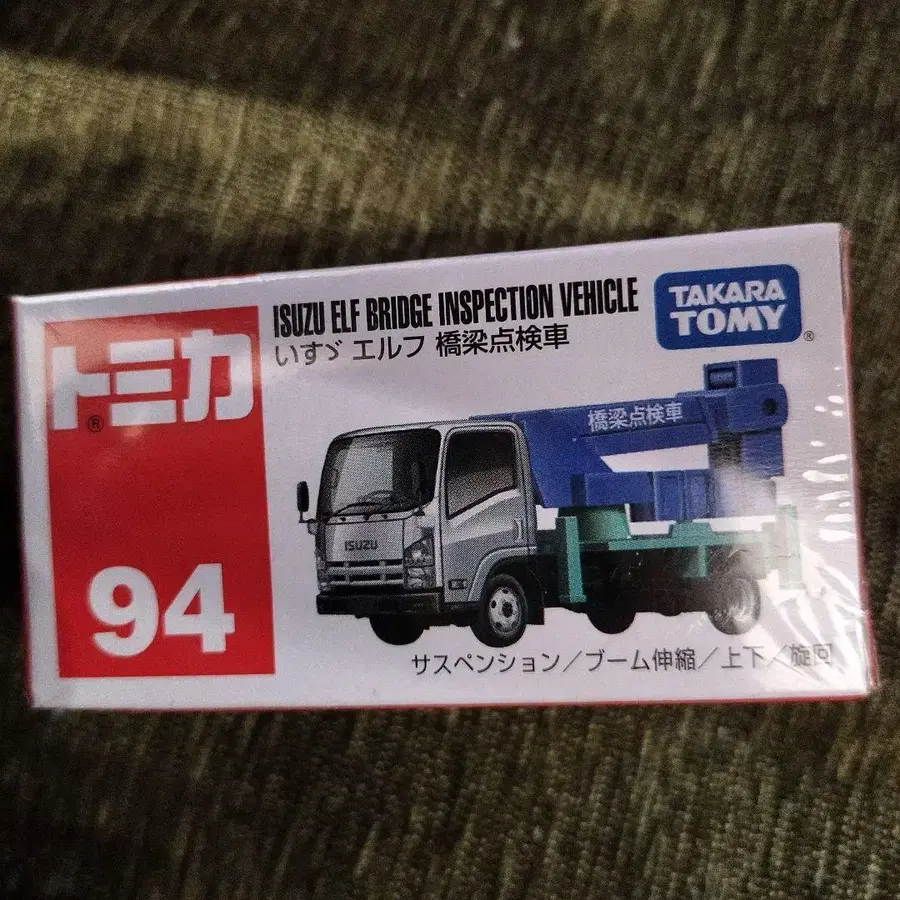 トミカ
®
94
ISUZU ELF BRIDGE INSPECTION VEHICLE
いすゞ エルフ 橋梁点検車
TAKARA
TOMY
®
橋梁点検車
ISUZU
サスペンション/ブーム伸縮/上下/旋回